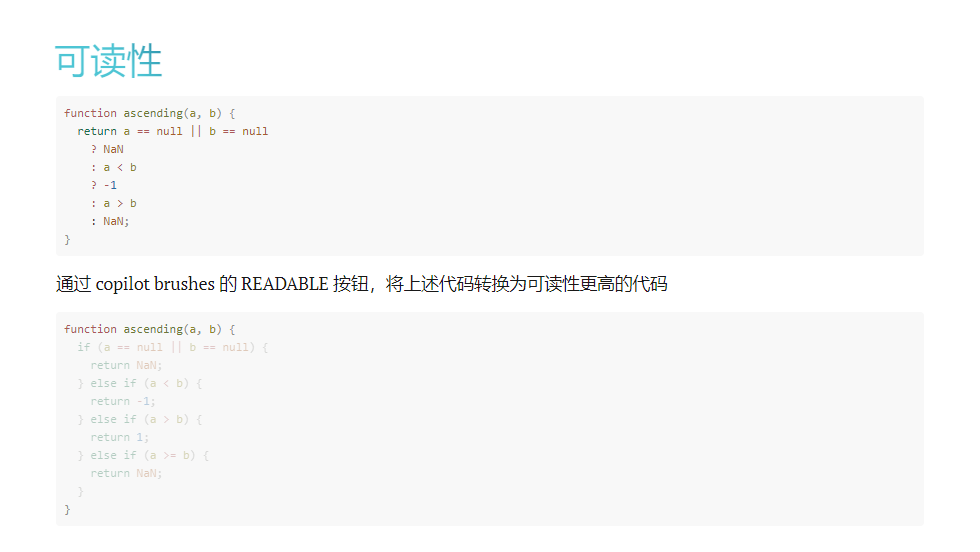 可读性
function ascending(a, b) {
  return a == null || b == null
    ? NaN
    : a < b
    ? -1
    : a > b
    : NaN;
}
通过 copilot brushes 的 READABLE 按钮，将上述代码转换为可读性更高的代码
function ascending(a, b) {
  if (a == null || b == null) {
    return NaN;
  } else if (a < b) {
    return -1;
  } else if (a > b) {
    return 1;
  } else if (a >= b) {
    return NaN;
  }
}